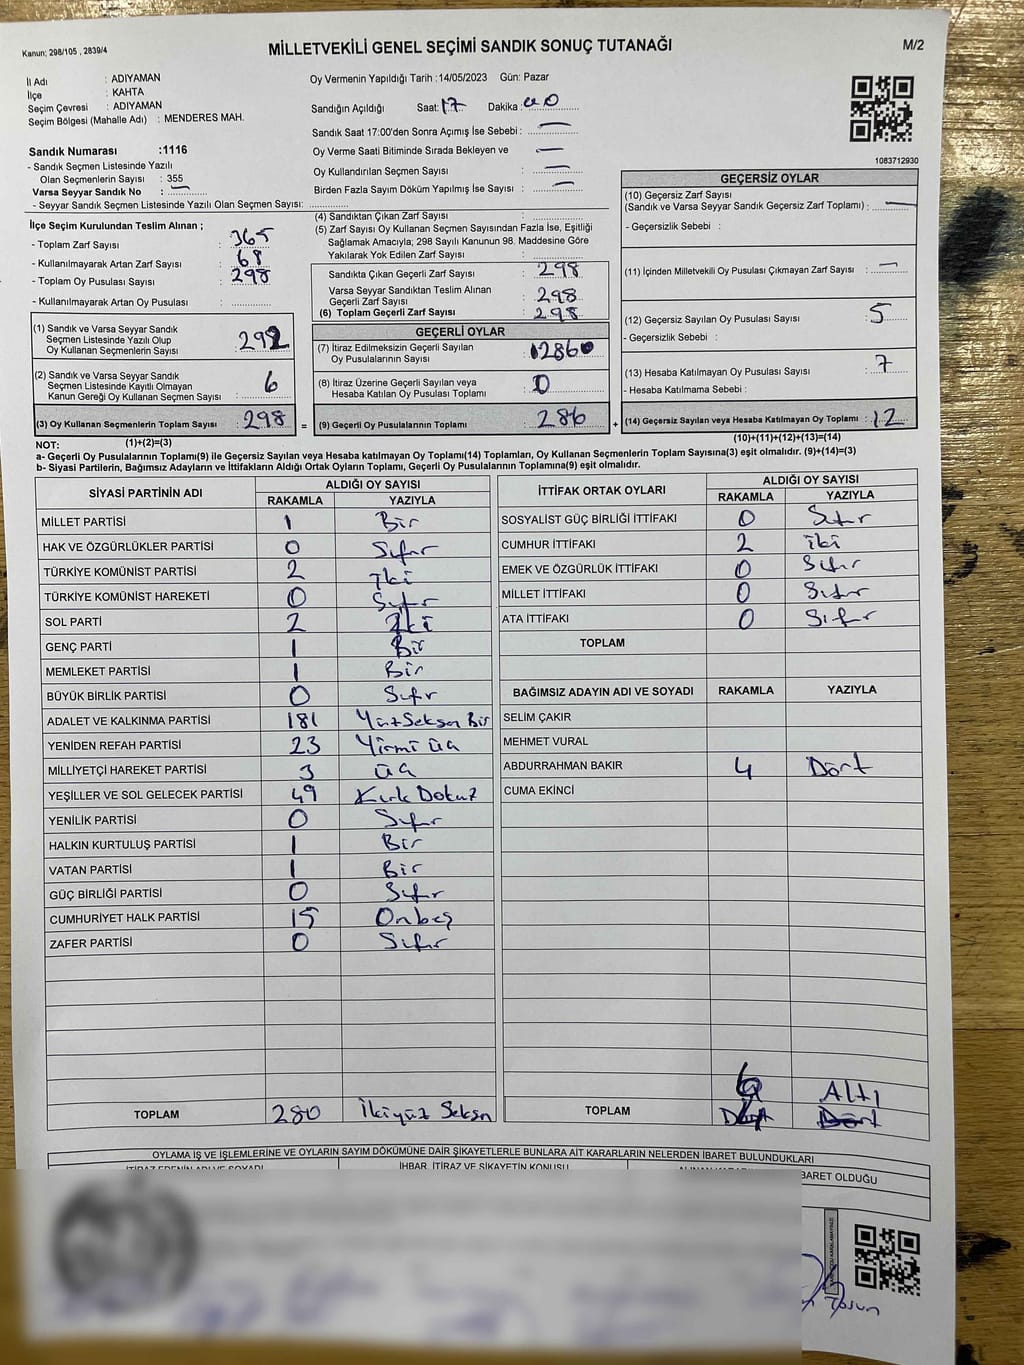 Kanun: 298/105 , 2839/4
MİLLETVEKİLİ GENEL SEÇİMİ SANDIK SONUÇ TUTANAĞI
M/2
İl Adı : ADIYAMAN
İlçe : KAHTA
Seçim Çevresi : ADIYAMAN
Seçim Bölgesi (Mahalle Adı) : MENDERES MAH.
Sandık Numarası :1116
- Sandık Seçmen Listesinde Yazılı
Olan Seçmenlerin Sayısı : 355
Varsa Seyyar Sandık No : —
- Seyyar Sandık Seçmen Listesinde Yazılı Olan Seçmen Sayısı:
Oy Vermenin Yapıldığı Tarih :14/05/2023 Gün: Pazar
Sandığın Açıldığı Saat: 17 Dakika : 00
Sandık Saat 17:00'den Sonra Açımış İse Sebebi : —
Oy Verme Saati Bitiminde Sırada Bekleyen ve —
Oy Kullandırılan Seçmen Sayısı : —
Birden Fazla Sayım Döküm Yapılmış İse Sayısı : —
1083712930
İlçe Seçim Kurulundan Teslim Alınan ;
- Toplam Zarf Sayısı : 365
- Kullanılmayarak Artan Zarf Sayısı : 68
- Toplam Oy Pusulası Sayısı : 298
- Kullanılmayarak Artan Oy Pusulası :
(1) Sandık ve Varsa Seyyar Sandık
Seçmen Listesinde Yazılı Olup
Oy Kullanan Seçmenlerin Sayısı : 292
(2) Sandık ve Varsa Seyyar Sandık
Seçmen Listesinde Kayıtlı Olmayan
Kanun Gereği Oy Kullanan Seçmen Sayısı : 6
(3) Oy Kullanan Seçmenlerin Toplam Sayısı : 298 =
(4) Sandıktan Çıkan Zarf Sayısı :
(5) Zarf Sayısı Oy Kullanan Seçmen Sayısından Fazla İse, Eşitliği
Sağlamak Amacıyla; 298 Sayılı Kanunun 98. Maddesine Göre
Yakılarak Yok Edilen Zarf Sayısı :
Sandıkta Çıkan Geçerli Zarf Sayısı : 298
Varsa Seyyar Sandıktan Teslim Alınan
Geçerli Zarf Sayısı : 298
(6) Toplam Geçerli Zarf Sayısı : 298
GEÇERLİ OYLAR
(7) İtiraz Edilmeksizin Geçerli Sayılan
Oy Pusulalarının Sayısı : 286
(8) İtiraz Üzerine Geçerli Sayılan veya
Hesaba Katılan Oy Pusulası Toplamı : 0
(9) Geçerli Oy Pusulalarının Toplamı : 286 +
GEÇERSİZ OYLAR
(10) Geçersiz Zarf Sayısı
(Sandık ve Varsa Seyyar Sandık Geçersiz Zarf Toplamı) : —
- Geçersizlik Sebebi :
(11) İçinden Milletvekili Oy Pusulası Çıkmayan Zarf Sayısı : —
(12) Geçersiz Sayılan Oy Pusulası Sayısı : 5
- Geçersizlik Sebebi :
(13) Hesaba Katılmayan Oy Pusulası Sayısı : 7
- Hesaba Katılmama Sebebi :
(14) Geçersiz Sayılan veya Hesaba Katılmayan Oy Toplamı : 12
NOT: (1)+(2)=(3)
(10)+(11)+(12)+(13)=(14)
a- Geçerli Oy Pusulalarının Toplamı(9) ile Geçersiz Sayılan veya Hesaba katılmayan Oy Toplamı(14) Toplamları, Oy Kullanan Seçmenlerin Toplam Sayısına(3) eşit olmalıdır. (9)+(14)=(3)
b- Siyasi Partilerin, Bağımsız Adayların ve İttifakların Aldığı Ortak Oyların Toplamı, Geçerli Oy Pusulalarının Toplamına(9) eşit olmalıdır.
SİYASİ PARTİNİN ADI ALDIĞI OY SAYISI
RAKAMLA YAZIYLA
MİLLET PARTİSİ 1 Bir
HAK VE ÖZGÜRLÜKLER PARTİSİ 0 Sıfır
TÜRKİYE KOMÜNİST PARTİSİ 2 iki
TÜRKİYE KOMÜNİST HAREKETİ 0 Sıfır
SOL PARTİ 2 İki
GENÇ PARTİ 1 Bir
MEMLEKET PARTİSİ 1 Bir
BÜYÜK BİRLİK PARTİSİ 0 Sıfır
ADALET VE KALKINMA PARTİSİ 181 YüzSeksen Bir
YENİDEN REFAH PARTİSİ 23 Yirmi üç
MİLLİYETÇİ HAREKET PARTİSİ 3 üç
YEŞİLLER VE SOL GELECEK PARTİSİ 49 Kırk Dokuz
YENİLİK PARTİSİ 0 Sıfır
HALKIN KURTULUŞ PARTİSİ 1 Bir
VATAN PARTİSİ 1 Bir
GÜÇ BİRLİĞİ PARTİSİ 0 Sıfır
CUMHURİYET HALK PARTİSİ 15 Onbeş
ZAFER PARTİSİ 0 Sıfır
TOPLAM 280 İkiyüz Seksen
İTTİFAK ORTAK OYLARI ALDIĞI OY SAYISI
RAKAMLA YAZIYLA
SOSYALİST GÜÇ BİRLİĞİ İTTİFAKI 0 Sıfır
CUMHUR İTTİFAKI 2 iki
EMEK VE ÖZGÜRLÜK İTTİFAKI 0 Sıfır
MİLLET İTTİFAKI 0 Sıfır
ATA İTTİFAKI 0 Sıfır
TOPLAM
BAĞIMSIZ ADAYIN ADI VE SOYADI RAKAMLA YAZIYLA
SELİM ÇAKIR
MEHMET VURAL
ABDURRAHMAN BAKIR 4 Dört
CUMA EKİNCİ
6 ALTI
TOPLAM Dört Dört
OYLAMA İŞ VE İŞLEMLERİNE VE OYLARIN SAYIM DÖKÜMÜNE DAİR ŞİKAYETLERLE BUNLARA AİT KARARLARIN NELERDEN İBARET BULUNDUKLARI
İTİRAZ EDENİN ADI VE SOYADI İHBAR, İTİRAZ VE ŞİKAYETİN KONUSU BARET OLDUĞU
Tosun